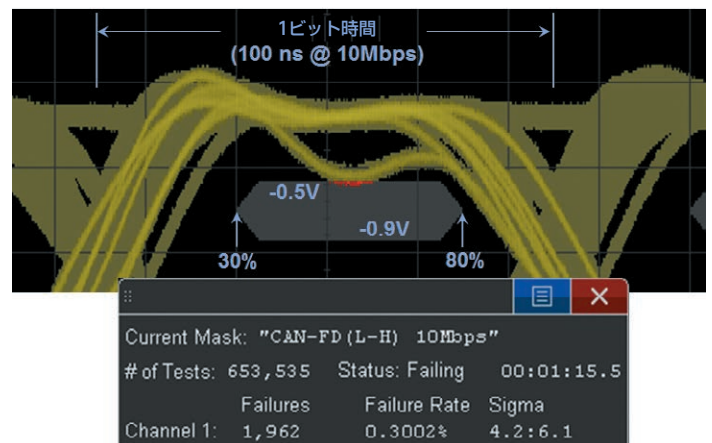 1ビット時間
(100 ns @ 10Mbps)
-0.5V
-0.9V
30%
80%
Current Mask: "CAN-FD(L-H) 10Mbps"
# of Tests: 653,535 Status: Failing 00:01:15.5
Failures Failure Rate Sigma
Channel 1: 1,962 0.3002% 4.2:6.1